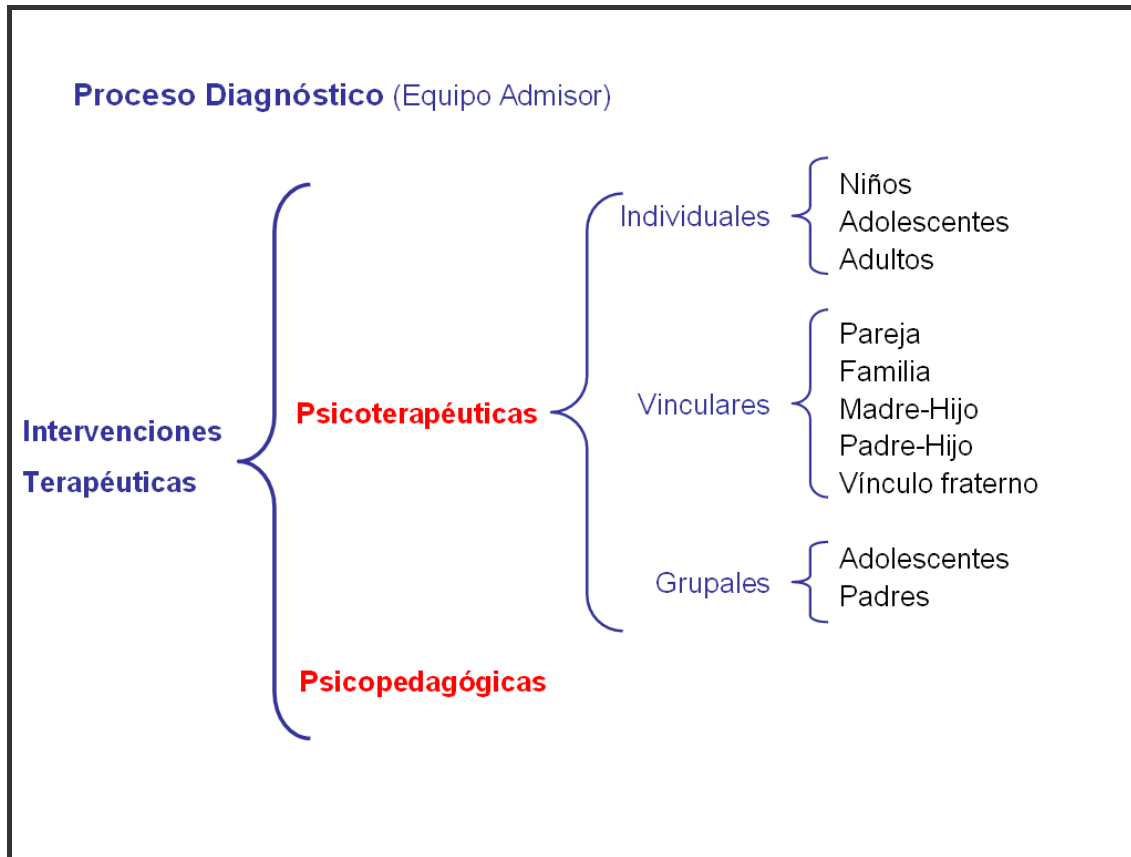 Proceso Diagnóstico (Equipo Admisor)
Intervenciones
Terapéuticas
Psicoterapéuticas
Individuales
Niños
Adolescentes
Adultos
Vinculares
Pareja
Familia
Madre-Hijo
Padre-Hijo
Vínculo fraterno
Grupales
Adolescentes
Padres
Psicopedagógicas